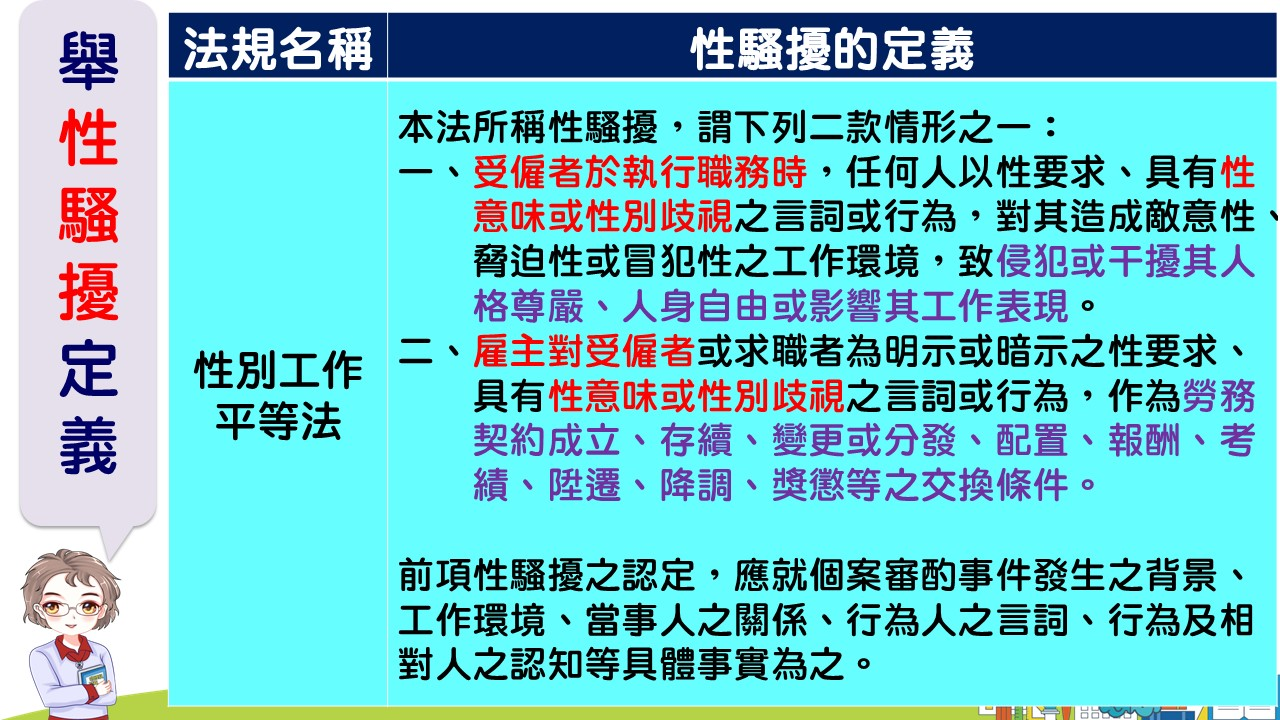 舉性騷擾定義
法規名稱
性騷擾的定義
性別工作
平等法
本法所稱性騷擾，謂下列二款情形之一：
一、受僱者於執行職務時，任何人以性要求、具有性
意味或性別歧視之言詞或行為，對其造成敵意性、
脅迫性或冒犯性之工作環境，致侵犯或干擾其人
格尊嚴、人身自由或影響其工作表現。
二、雇主對受僱者或求職者為明示或暗示之性要求、
具有性意味或性別歧視之言詞或行為，作為勞務
契約成立、存續、變更或分發、配置、報酬、考
績、陞遷、降調、獎懲等之交換條件。
前項性騷擾之認定，應就個案審酌事件發生之背景、
工作環境、當事人之關係、行為人之言詞、行為及相
對人之認知等具體事實為之。